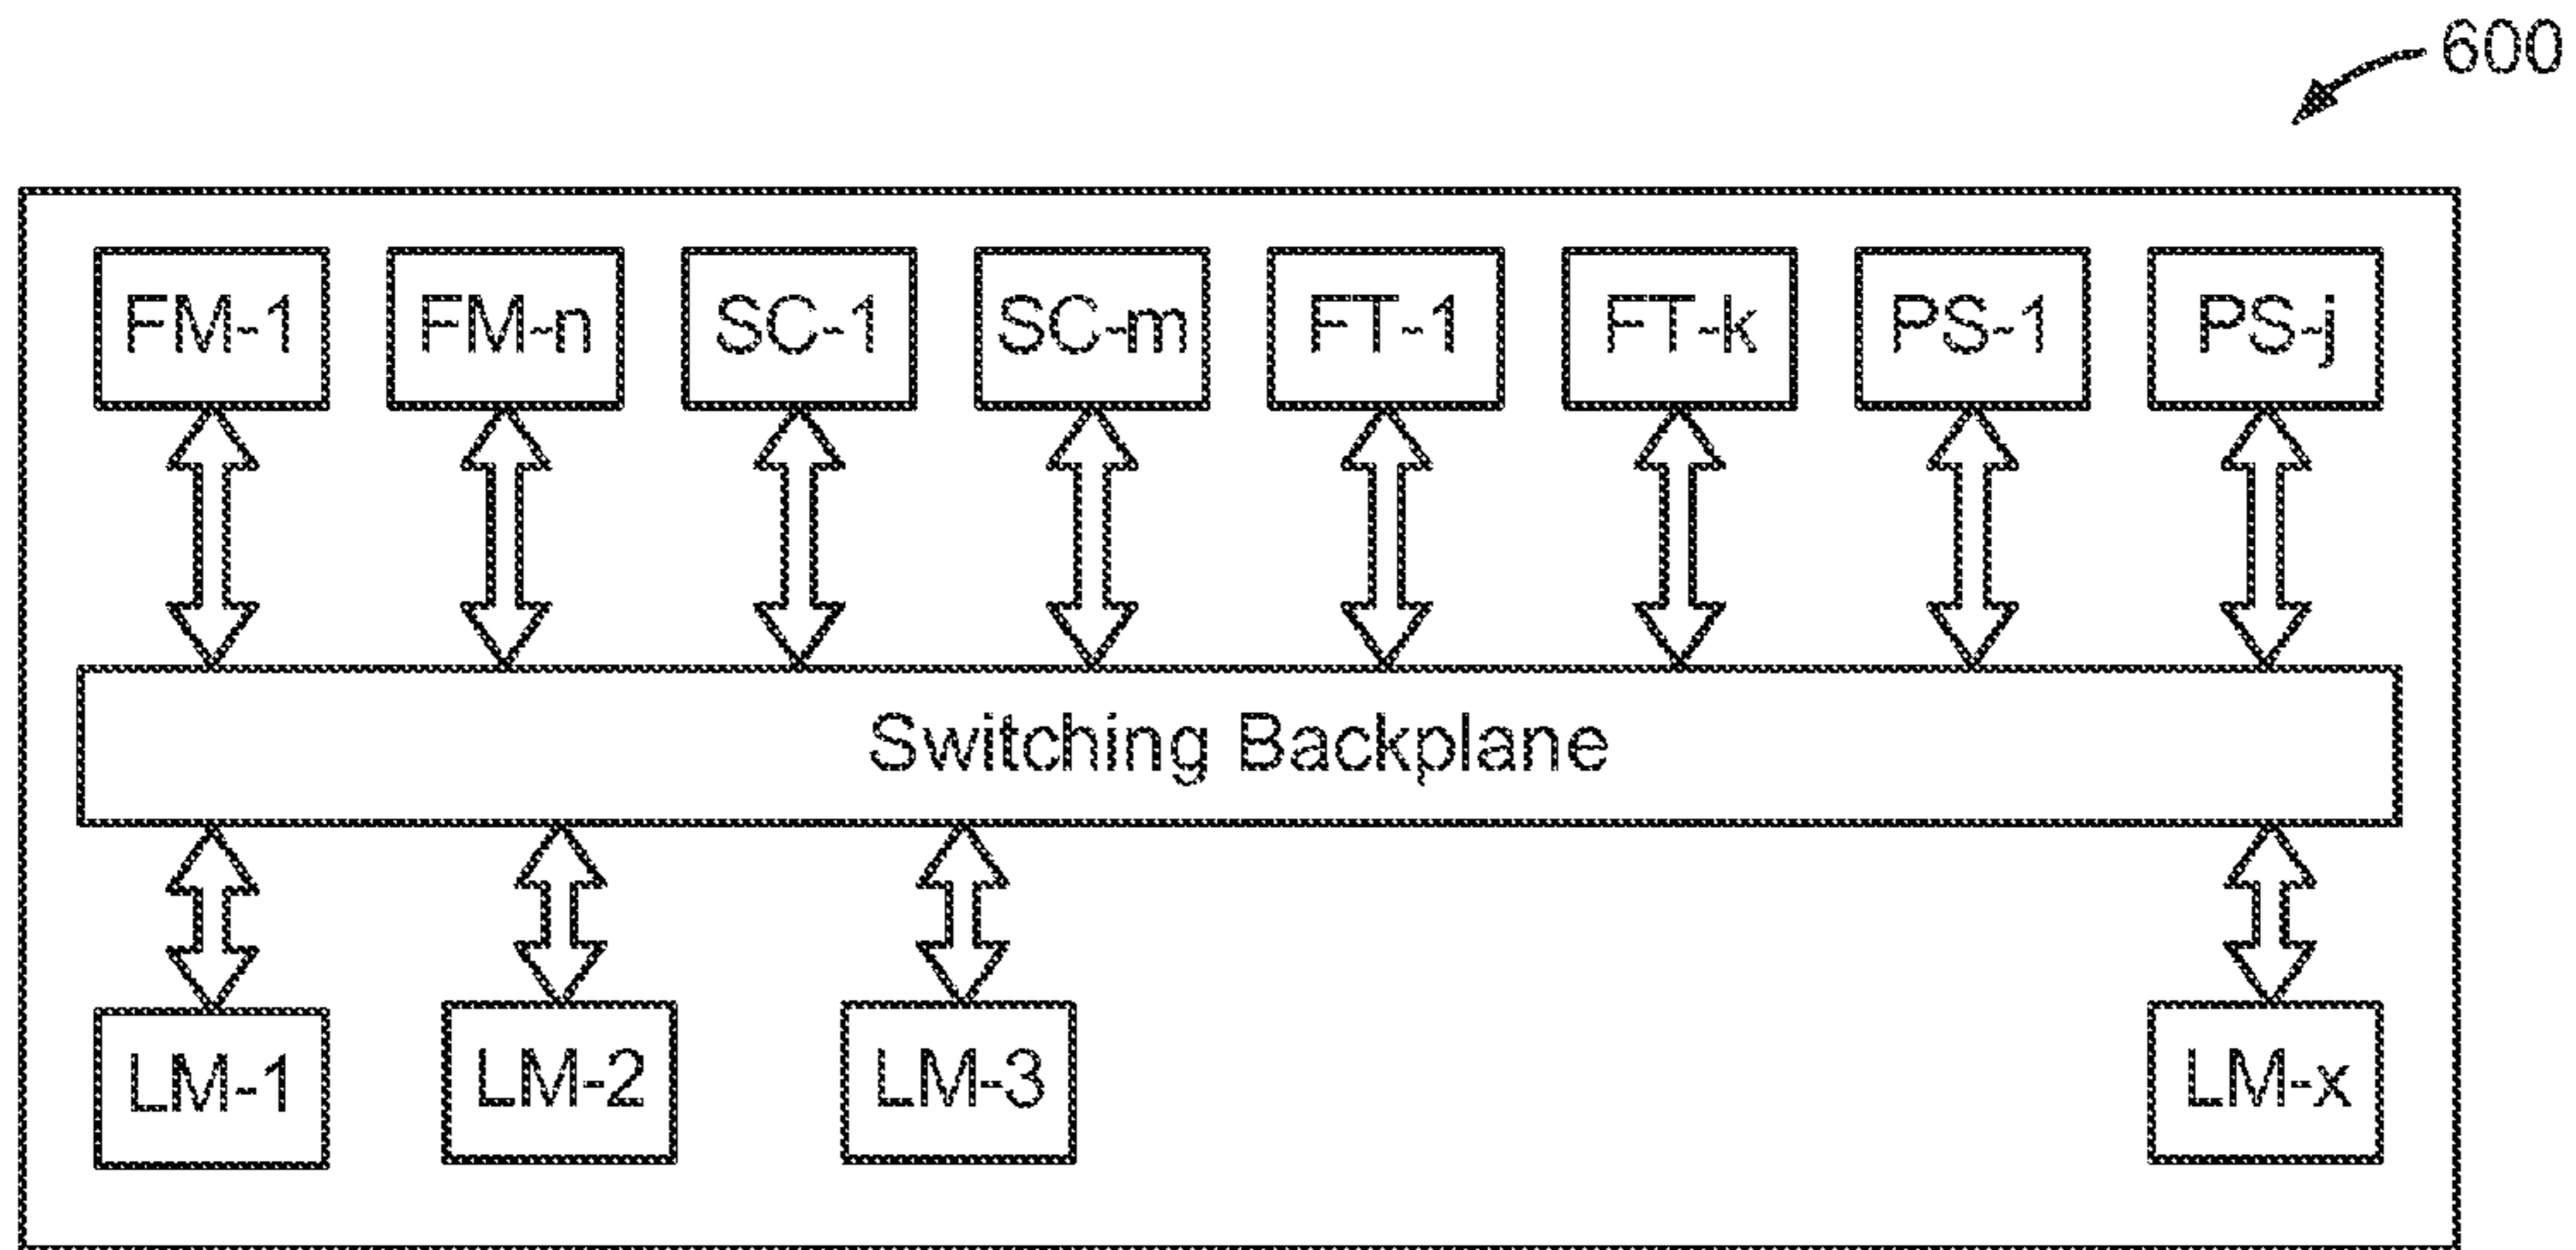 600
FM-1 FM-n SC-1 SC-m FT-1 FT-k PS-1 PS-j
Switching Backplane
LM-1 LM-2 LM-3 LM-x